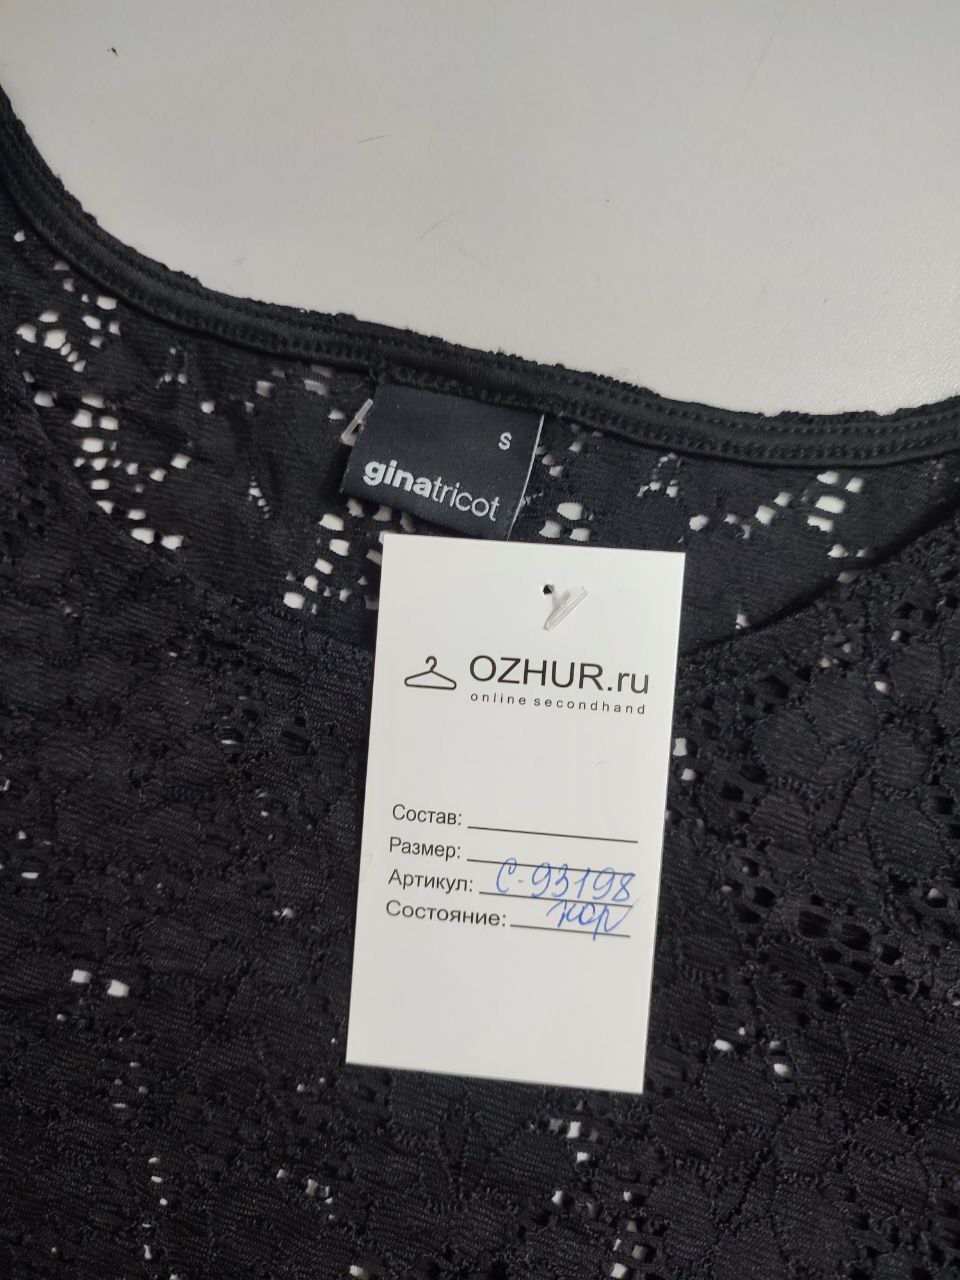 S
ginatricot
OZHUR.ru
online secondhand
Состав:
Размер:
Артикул: С-93198
Состояние: хор